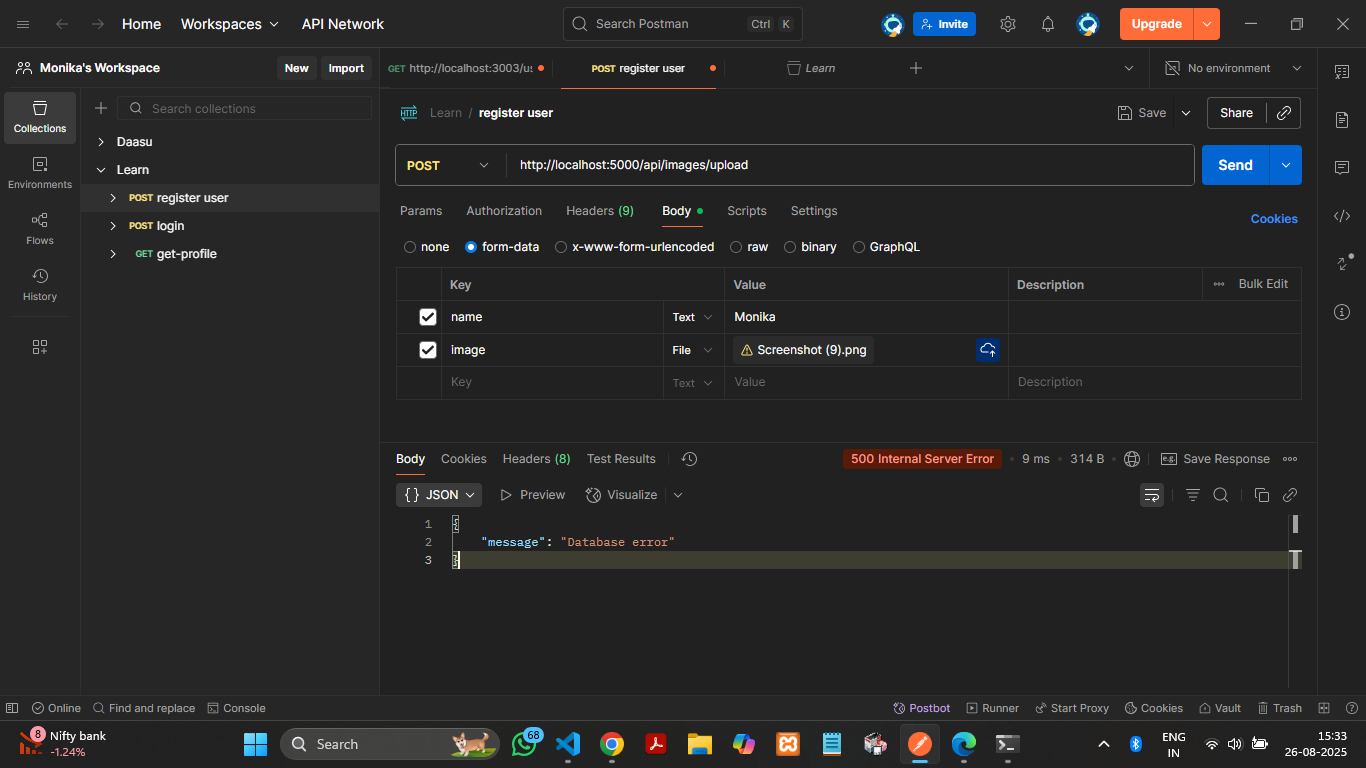 Home Workspaces API Network Search Postman Ctrl K Invite Upgrade
Monika's Workspace New Import GET http://localhost:3003/us POST register user Learn No environment
Collections Search collections Learn / register user Save Share
Daasu
Learn POST http://localhost:5000/api/images/upload Send
Environments POST register user Params Authorization Headers (9) Body Scripts Settings Cookies
POST login
Flows GET get-profile none form-data x-www-form-urlencoded raw binary GraphQL
History Key Value Description Bulk Edit
name Text Monika
image File Screenshot (9).png
Key Text Value Description
Body Cookies Headers (8) Test Results 500 Internal Server Error 9 ms 314 B e.g. Save Response
{} JSON Preview Visualize
1 {
2 "message": "Database error"
3 }
Online Find and replace Console Postbot Runner Start Proxy Cookies Vault Trash
8 Nifty bank -1.24% Search 68 ENG IN 15:33 26-08-2025